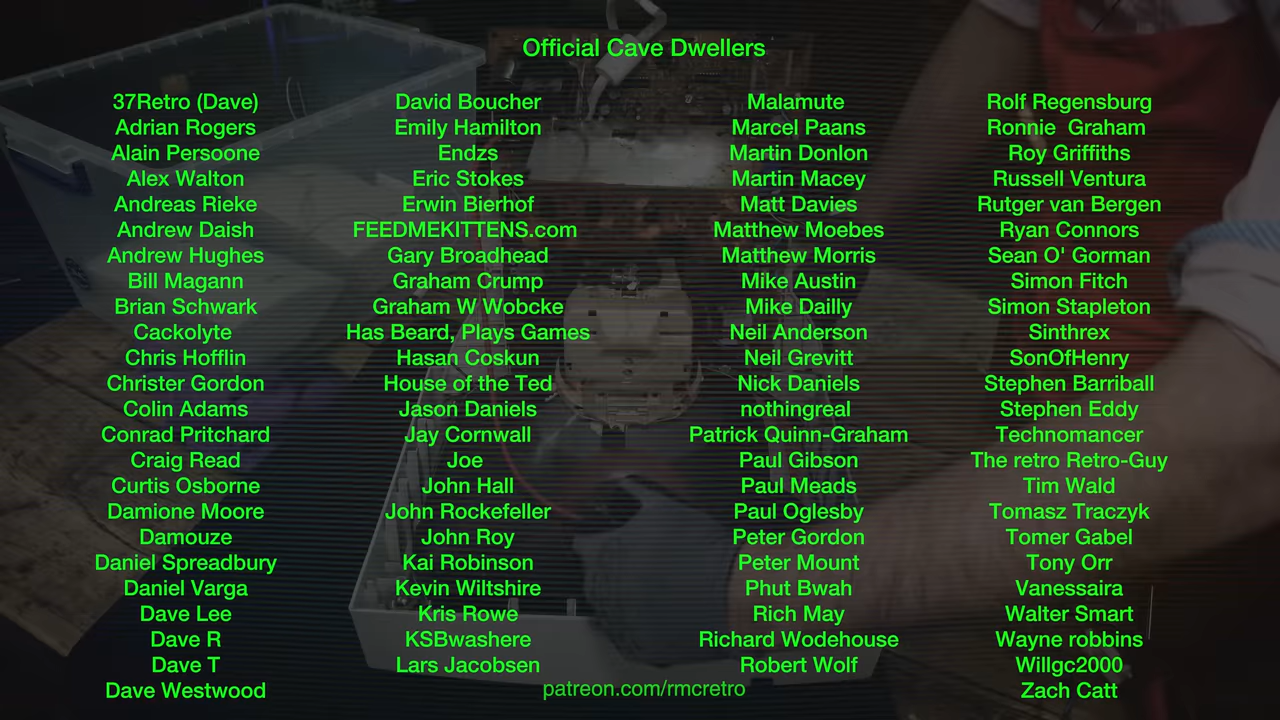 Official Cave Dwellers
37Retro (Dave)
Adrian Rogers
Alain Persoone
Alex Walton
Andreas Rieke
Andrew Daish
Andrew Hughes
Bill Magann
Brian Schwark
Cackolyte
Chris Hofflin
Christer Gordon
Colin Adams
Conrad Pritchard
Craig Read
Curtis Osborne
Damione Moore
Damouze
Daniel Spreadbury
Daniel Varga
Dave Lee
Dave R
Dave T
Dave Westwood
David Boucher
Emily Hamilton
Endzs
Eric Stokes
Erwin Bierhof
FEEDMEKITTENS.com
Gary Broadhead
Graham Crump
Graham W Wobcke
Has Beard, Plays Games
Hasan Coskun
House of the Ted
Jason Daniels
Jay Cornwall
Joe
John Hall
John Rockefeller
John Roy
Kai Robinson
Kevin Wiltshire
Kris Rowe
KSBwashere
Lars Jacobsen
Malamute
Marcel Paans
Martin Donlon
Martin Macey
Matt Davies
Matthew Moebes
Matthew Morris
Mike Austin
Mike Dailly
Neil Anderson
Neil Grevitt
Nick Daniels
nothingreal
Patrick Quinn-Graham
Paul Gibson
Paul Meads
Paul Oglesby
Peter Gordon
Peter Mount
Phut Bwah
Rich May
Richard Wodehouse
Robert Wolf
Rolf Regensburg
Ronnie  Graham
Roy Griffiths
Russell Ventura
Rutger van Bergen
Ryan Connors
Sean O' Gorman
Simon Fitch
Simon Stapleton
Sinthrex
SonOfHenry
Stephen Barriball
Stephen Eddy
Technomancer
The retro Retro-Guy
Tim Wald
Tomasz Traczyk
Tomer Gabel
Tony Orr
Vanessaira
Walter Smart
Wayne robbins
Willgc2000
Zach Catt
patreon.com/rmcretro